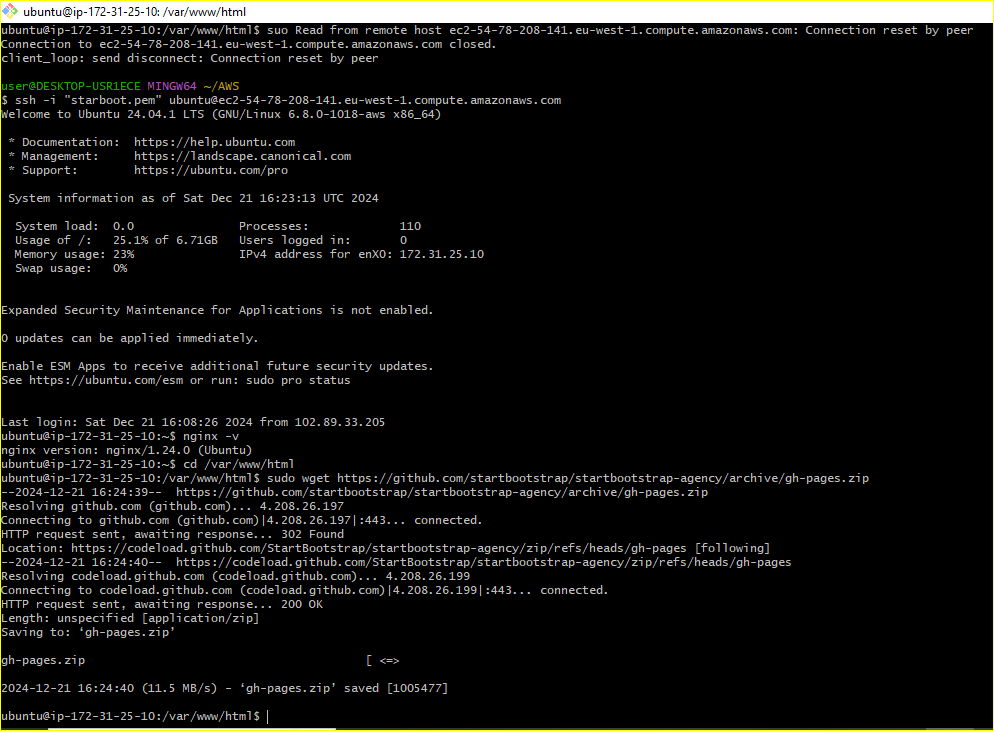 ubuntu@ip-172-31-25-10: /var/www/html
ubuntu@ip-172-31-25-10:/var/www/html$ suo Read from remote host ec2-54-78-208-141.eu-west-1.compute.amazonaws.com: Connection reset by peer
Connection to ec2-54-78-208-141.eu-west-1.compute.amazonaws.com closed.
client_loop: send disconnect: Connection reset by peer
user@DESKTOP-USR1ECE MINGW64 ~/AWS
$ ssh -i "starboot.pem" ubuntu@ec2-54-78-208-141.eu-west-1.compute.amazonaws.com
Welcome to Ubuntu 24.04.1 LTS (GNU/Linux 6.8.0-1018-aws x86_64)
* Documentation:  https://help.ubuntu.com
* Management:     https://landscape.canonical.com
* Support:        https://ubuntu.com/pro
System information as of Sat Dec 21 16:23:13 UTC 2024
System load:  0.0               Processes:             110
Usage of /:   25.1% of 6.71GB   Users logged in:       0
Memory usage: 23%               IPv4 address for enX0: 172.31.25.10
Swap usage:   0%
Expanded Security Maintenance for Applications is not enabled.
0 updates can be applied immediately.
Enable ESM Apps to receive additional future security updates.
See https://ubuntu.com/esm or run: sudo pro status
Last login: Sat Dec 21 16:08:26 2024 from 102.89.33.205
ubuntu@ip-172-31-25-10:~$ nginx -v
nginx version: nginx/1.24.0 (Ubuntu)
ubuntu@ip-172-31-25-10:~$ cd /var/www/html
ubuntu@ip-172-31-25-10:/var/www/html$ sudo wget https://github.com/startbootstrap/startbootstrap-agency/archive/gh-pages.zip
--2024-12-21 16:24:39--  https://github.com/startbootstrap/startbootstrap-agency/archive/gh-pages.zip
Resolving github.com (github.com)... 4.208.26.197
Connecting to github.com (github.com)|4.208.26.197|:443... connected.
HTTP request sent, awaiting response... 302 Found
Location: https://codeload.github.com/StartBootstrap/startbootstrap-agency/zip/refs/heads/gh-pages [following]
--2024-12-21 16:24:40--  https://codeload.github.com/StartBootstrap/startbootstrap-agency/zip/refs/heads/gh-pages
Resolving codeload.github.com (codeload.github.com)... 4.208.26.199
Connecting to codeload.github.com (codeload.github.com)|4.208.26.199|:443... connected.
HTTP request sent, awaiting response... 200 OK
Length: unspecified [application/zip]
Saving to: ‘gh-pages.zip’
gh-pages.zip                                        [ <=>
2024-12-21 16:24:40 (11.5 MB/s) - ‘gh-pages.zip’ saved [1005477]
ubuntu@ip-172-31-25-10:/var/www/html$